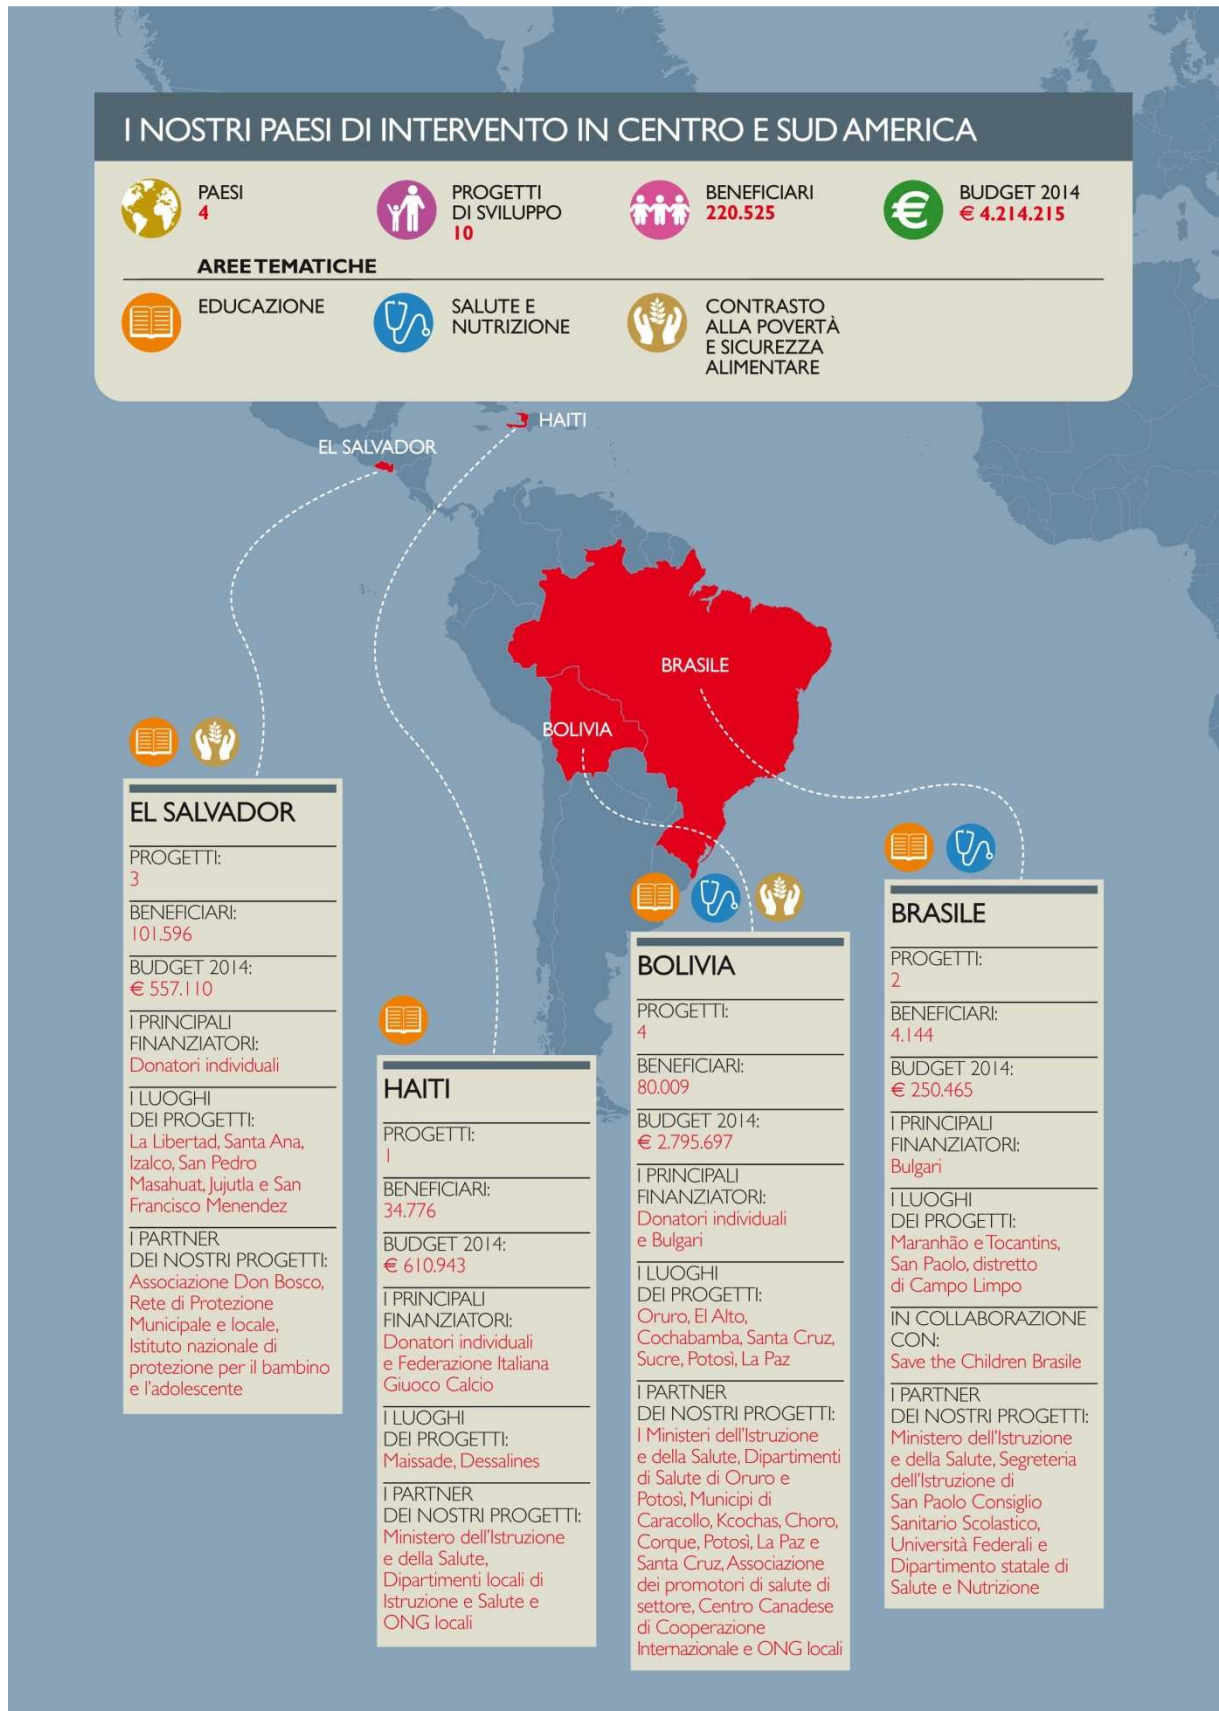 I NOSTRI PAESI DI INTERVENTO IN CENTRO E SUD AMERICA
PAESI
4
PROGETTI
DI SVILUPPO
10
BENEFICIARI
220.525
BUDGET 2014
€ 4.214.215
AREE TEMATICHE
EDUCAZIONE
SALUTE E
NUTRIZIONE
CONTRASTO
ALLA POVERTÀ
E SICUREZZA
ALIMENTARE
HAITI
EL SALVADOR
BRASILE
BOLIVIA
EL SALVADOR
PROGETTI:
3
BENEFICIARI:
101.596
BUDGET 2014:
€ 557.110
I PRINCIPALI
FINANZIATORI:
Donatori individuali
I LUOGHI
DEI PROGETTI:
La Libertad, Santa Ana,
Izalco, San Pedro
Masahuat, Jujutla e San
Francisco Menendez
I PARTNER
DEI NOSTRI PROGETTI:
Associazione Don Bosco,
Rete di Protezione
Municipale e locale,
Istituto nazionale di
protezione per il bambino
e l'adolescente
HAITI
PROGETTI:
1
BENEFICIARI:
34.776
BUDGET 2014:
€ 610.943
I PRINCIPALI
FINANZIATORI:
Donatori individuali
e Federazione Italiana
Giuoco Calcio
I LUOGHI
DEI PROGETTI:
Maissade, Dessalines
I PARTNER
DEI NOSTRI PROGETTI:
Ministero dell'Istruzione
e della Salute,
Dipartimenti locali di
Istruzione e Salute e
ONG locali
BOLIVIA
PROGETTI:
4
BENEFICIARI:
80.009
BUDGET 2014:
€ 2.795.697
I PRINCIPALI
FINANZIATORI:
Donatori individuali
e Bulgari
I LUOGHI
DEI PROGETTI:
Oruro, El Alto,
Cochabamba, Santa Cruz,
Sucre, Potosì, La Paz
I PARTNER
DEI NOSTRI PROGETTI:
I Ministeri dell'Istruzione
e della Salute, Dipartimenti
di Salute di Oruro e
Potosì, Municipi di
Caracollo, Kcochas, Choro,
Corque, Potosì, La Paz e
Santa Cruz, Associazione
dei promotori di salute di
settore, Centro Canadese
di Cooperazione
Internazionale e ONG locali
BRASILE
PROGETTI:
2
BENEFICIARI:
4.144
BUDGET 2014:
€ 250.465
I PRINCIPALI
FINANZIATORI:
Bulgari
I LUOGHI
DEI PROGETTI:
Maranhão e Tocantins,
San Paolo, distretto
di Campo Limpo
IN COLLABORAZIONE
CON:
Save the Children Brasile
I PARTNER
DEI NOSTRI PROGETTI:
Ministero dell'Istruzione
e della Salute, Segreteria
dell'Istruzione di
San Paolo Consiglio
Sanitario Scolastico,
Università Federali e
Dipartimento statale di
Salute e Nutrizione